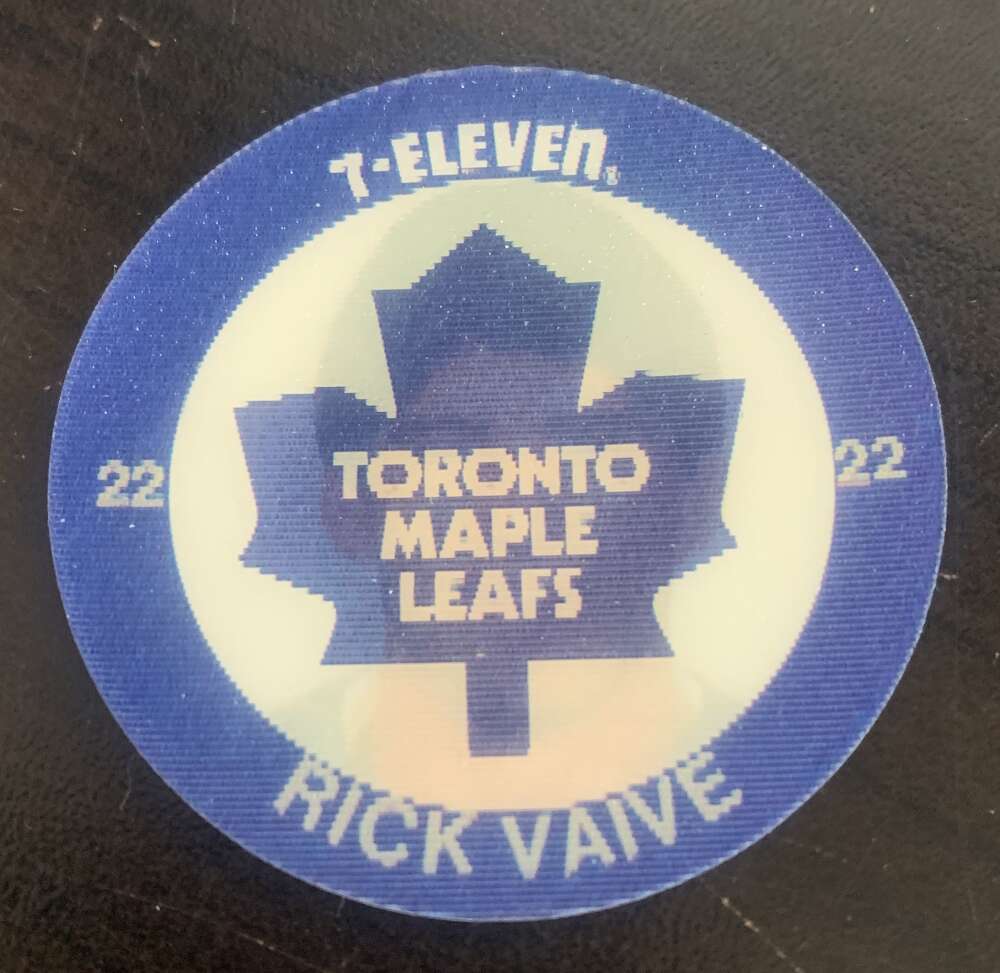 7-ELEVEn®
22
22
TORONTO
MAPLE
LEAFS
RICK VAIVE